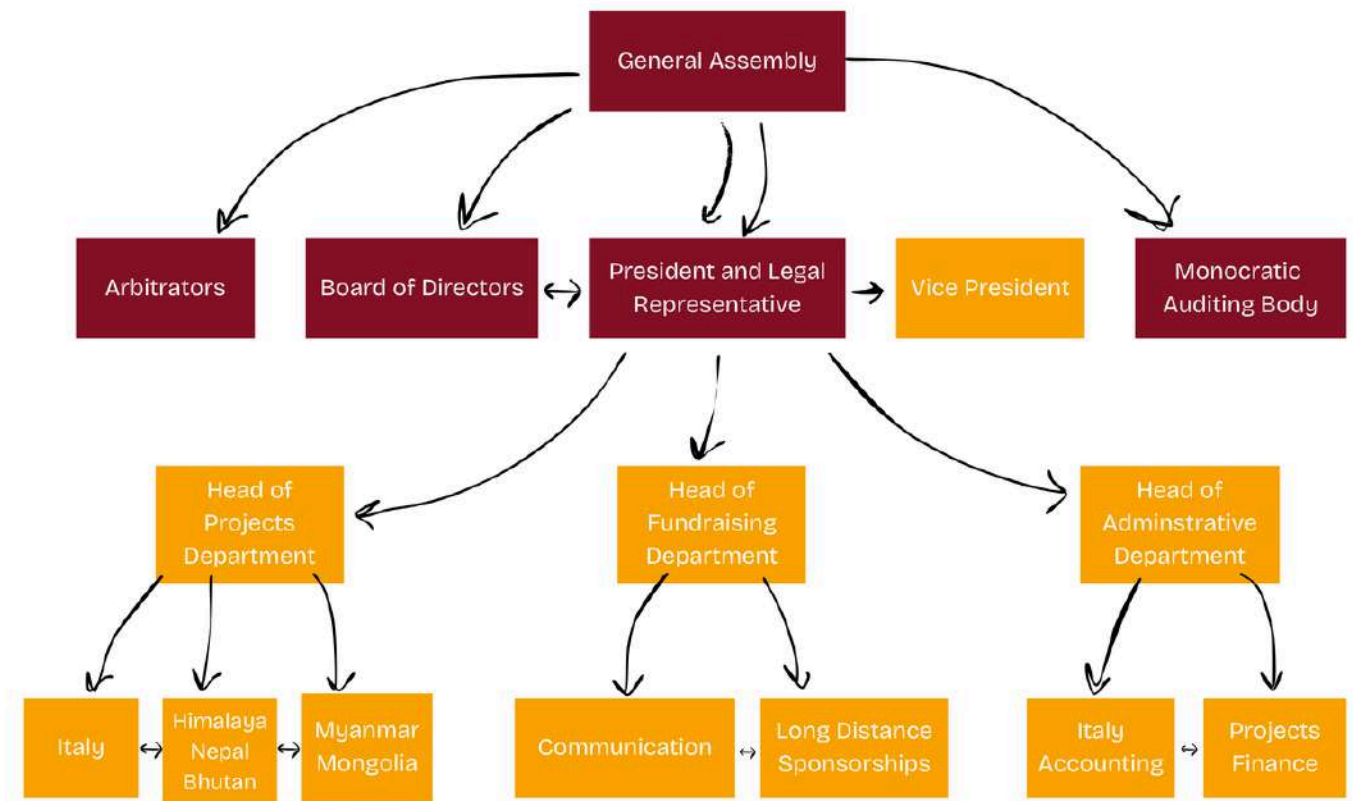 General Assembly
Arbitrators
Board of Directors
President and Legal
Representative
Vice President
Monocratic
Auditing Body
Head of
Projects
Department
Head of
Fundraising
Department
Head of
Adminstrative
Department
Italy
Himalaya
Nepal
Bhutan
Myanmar
Mongolia
Communication
Long Distance
Sponsorships
Italy
Accounting
Projects
Finance